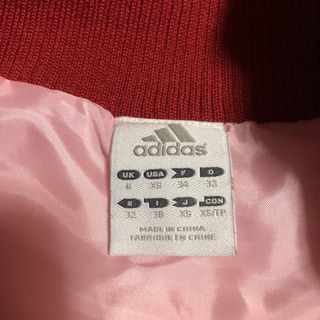 adidas
UK USA F D
6 XS 34 32
E I J CDN
32 38 XS XS/TP
MADE IN CHINA
FABRIQUE EN CHINE